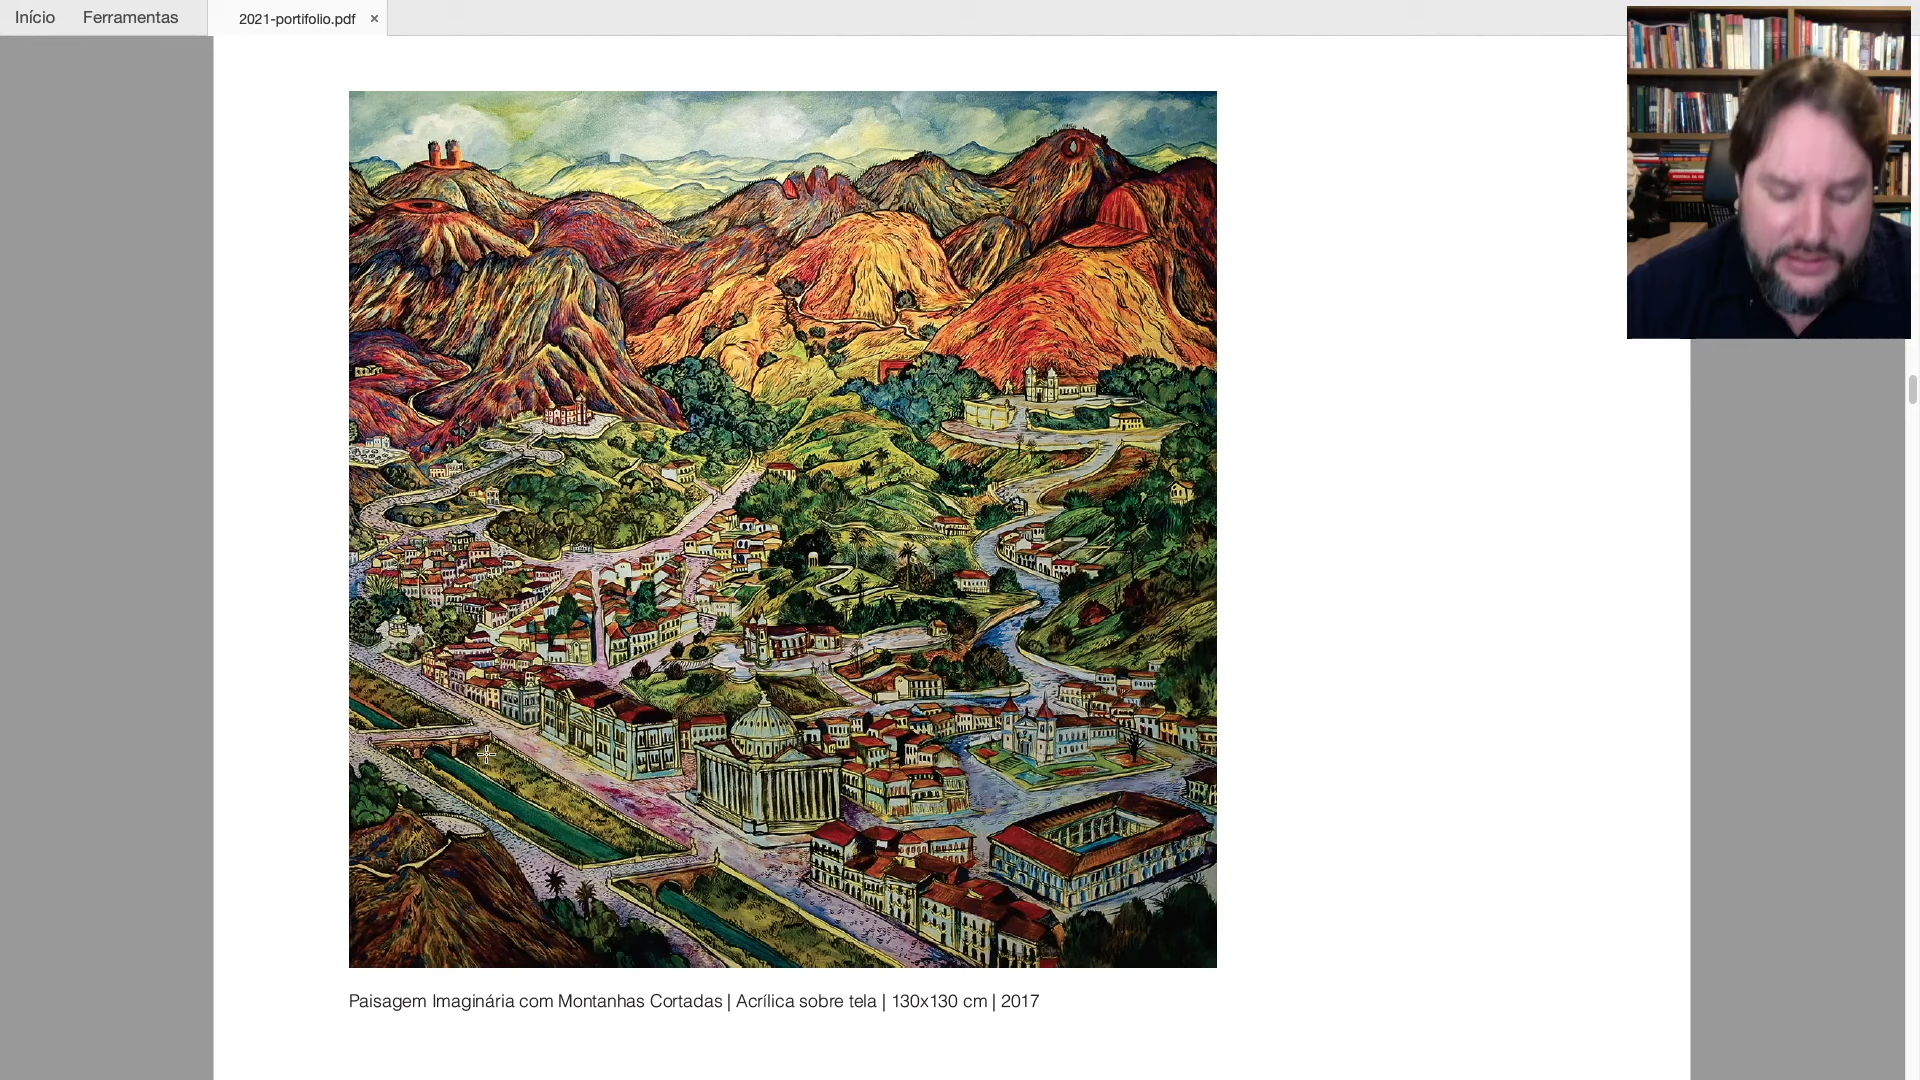 Início Ferramentas 2021-portifolio.pdf ×
Paisagem Imaginária com Montanhas Cortadas | Acrílica sobre tela | 130x130 cm | 2017